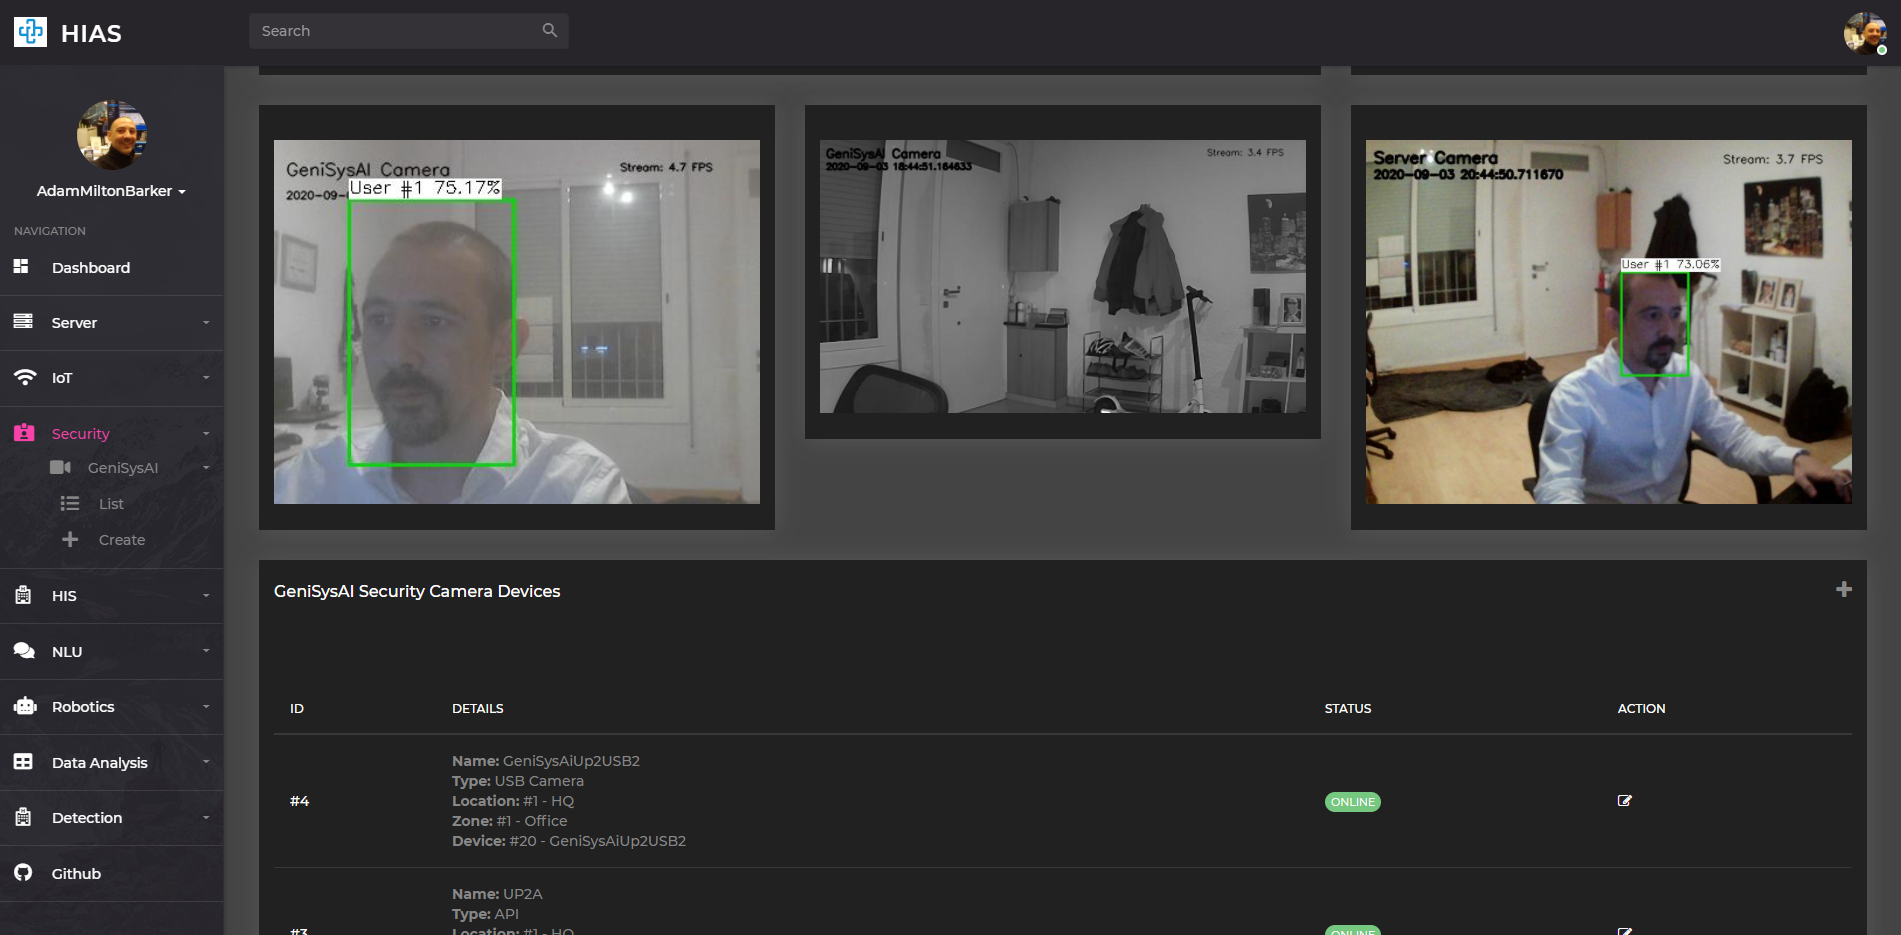 HIAS
Search
AdamMiltonBarker
NAVIGATION
Dashboard
Server
IoT
Security
GeniSysAI
List
Create
HIS
NLU
Robotics
Data Analysis
Detection
Github
GeniSysAI Camera
Stream: 4.7 FPS
2020-09-
User #1 75.17%
GeniSysAI Camera
Stream: 3.4 FPS
2020-09-03 18:44:51.164633
Server Camera
Stream: 3.7 FPS
2020-09-03 20:44:50.711670
User #1 73.06%
GeniSysAI Security Camera Devices
ID DETAILS STATUS ACTION
Name: GeniSysAiUp2USB2
Type: USB Camera
#4 Location: #1 - HQ ONLINE
Zone: #1 - Office
Device: #20 - GeniSysAiUp2USB2
Name: UP2A
Type: API
#3 Location: #1 - HQ ONLINE